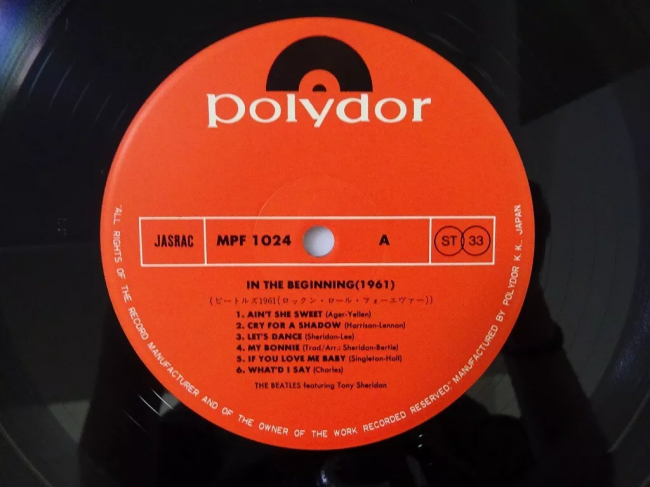 polydor
JASRAC MPF 1024 A ST 33
IN THE BEGINNING(1961)
(ビートルズ1961(ロックン・ロール・フォーエヴァー))
1. AIN'T SHE SWEET (Ager-Yellen)
2. CRY FOR A SHADOW (Harrison-Lennon)
3. LET'S DANCE (Sheridan-Lee)
4. MY BONNIE (Trad./Arr.: Sheridan-Bertie)
5. IF YOU LOVE ME BABY (Singleton-Hall)
6. WHAT'D I SAY (Charles)
THE BEATLES featuring Tony Sheridan
"ALL RIGHTS OF THE RECORD MANUFACTURER AND OF THE OWNER OF THE WORK RECORDED RESERVED." MANUFACTURED BY POLYDOR K.K., JAPAN